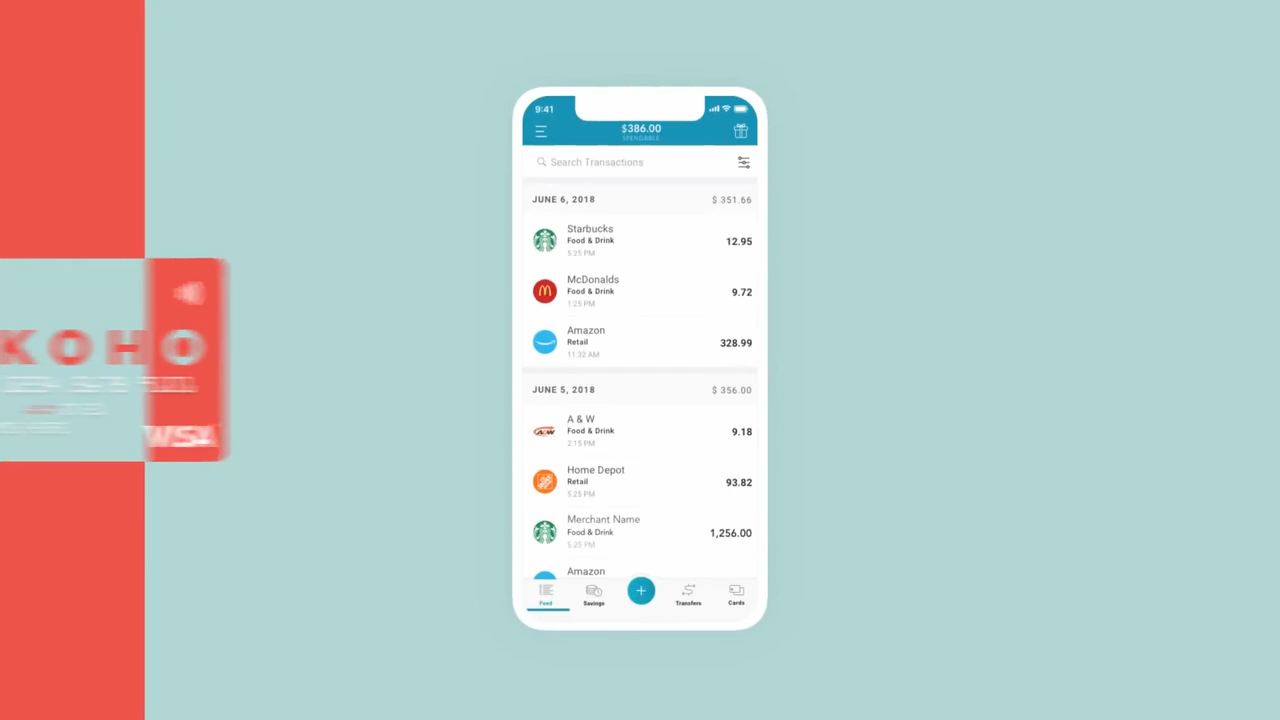 KOHO
VISA
9:41
$386.00
SPENDABLE
Search Transactions
JUNE 6, 2018 $ 351.66
Starbucks
Food & Drink 12.95
5:25 PM
McDonalds
Food & Drink 9.72
1:25 PM
Amazon
Retail 328.99
11:32 AM
JUNE 5, 2018 $ 356.00
A & W
Food & Drink 9.18
2:15 PM
Home Depot
Retail 93.82
5:25 PM
Merchant Name
Food & Drink 1,256.00
5:25 PM
Amazon
Feed Savings + Transfers Cards